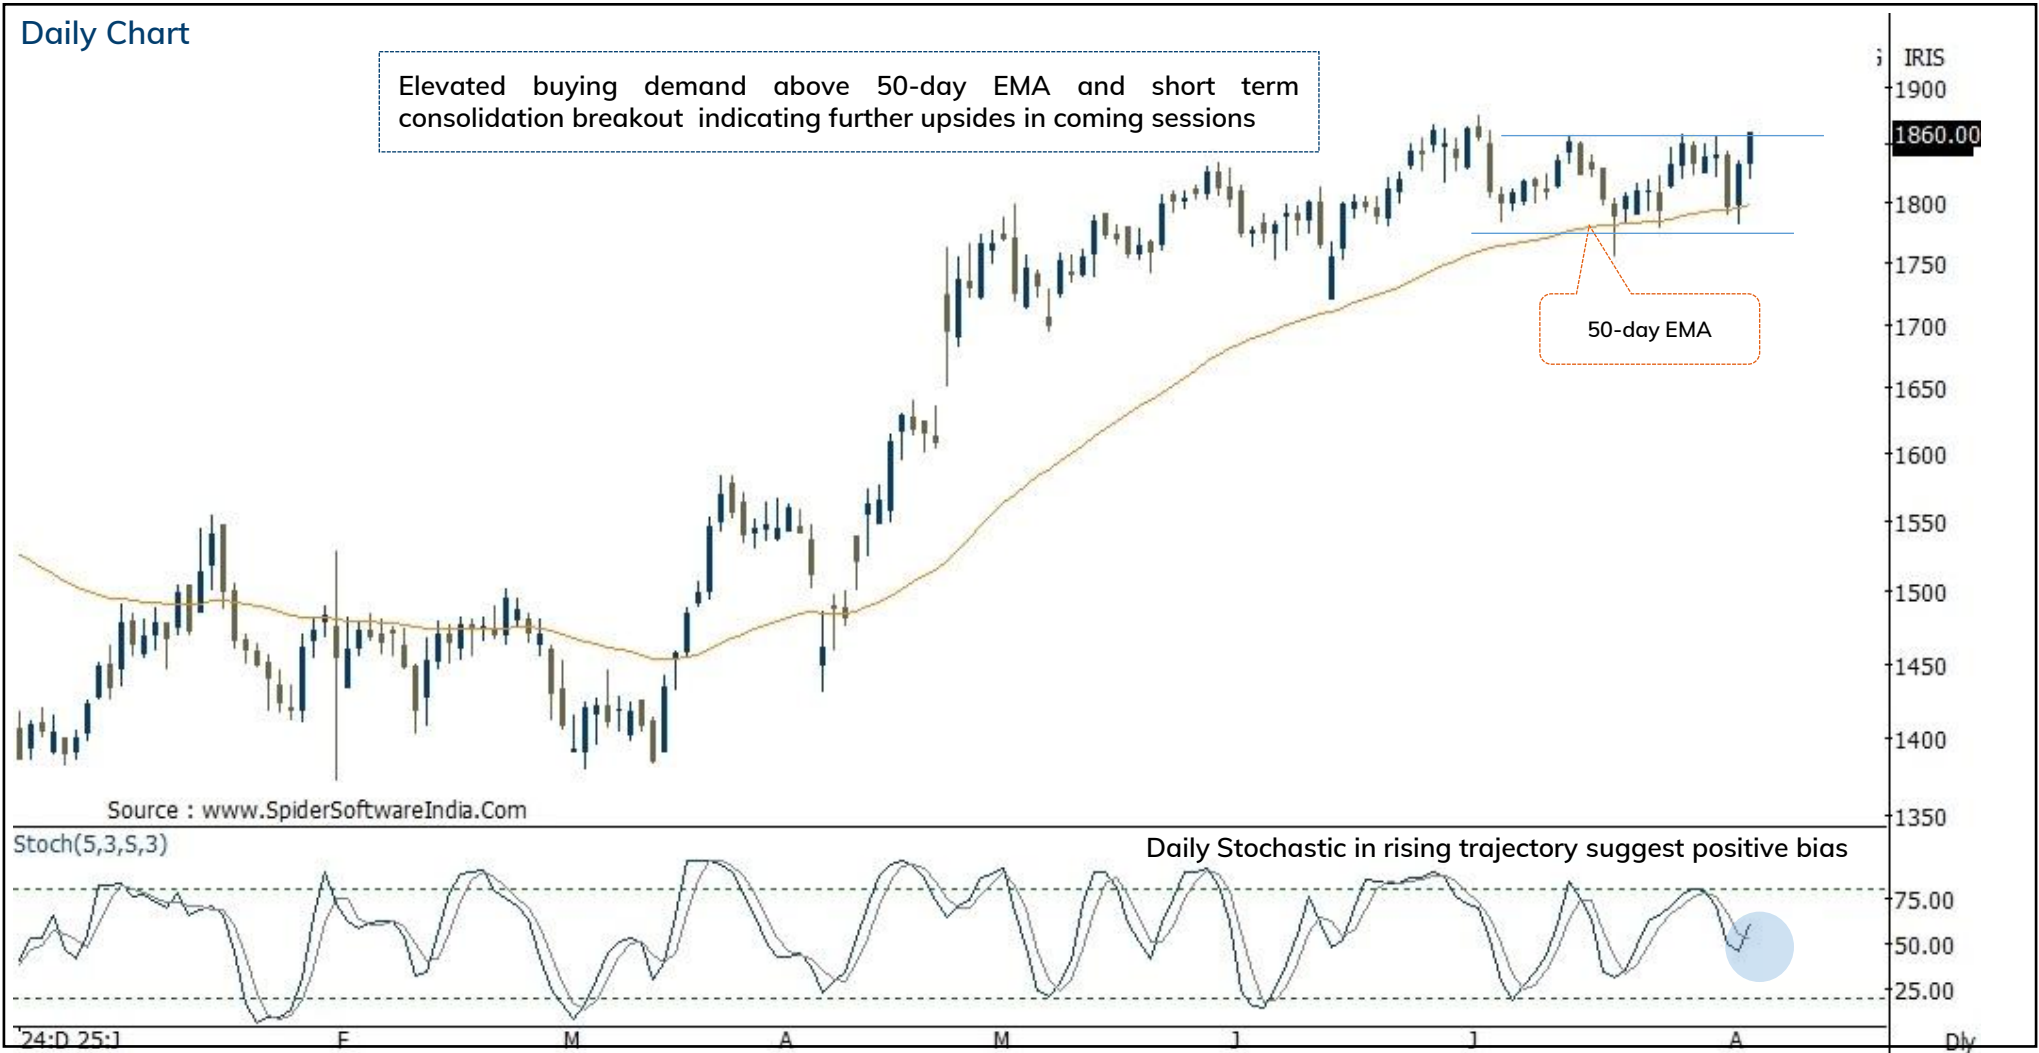 Daily Chart
Elevated buying demand above 50-day EMA and short term
consolidation breakout indicating further upsides in coming sessions
IRIS
1900
1860.00
1800
1750
1700
1650
1600
1550
1500
1450
1400
1350
50-day EMA
Source : www.SpiderSoftwareIndia.Com
Stoch(5,3,S,3)
Daily Stochastic in rising trajectory suggest positive bias
75.00
50.00
25.00
24:D 25:J F M A M J J A Dly